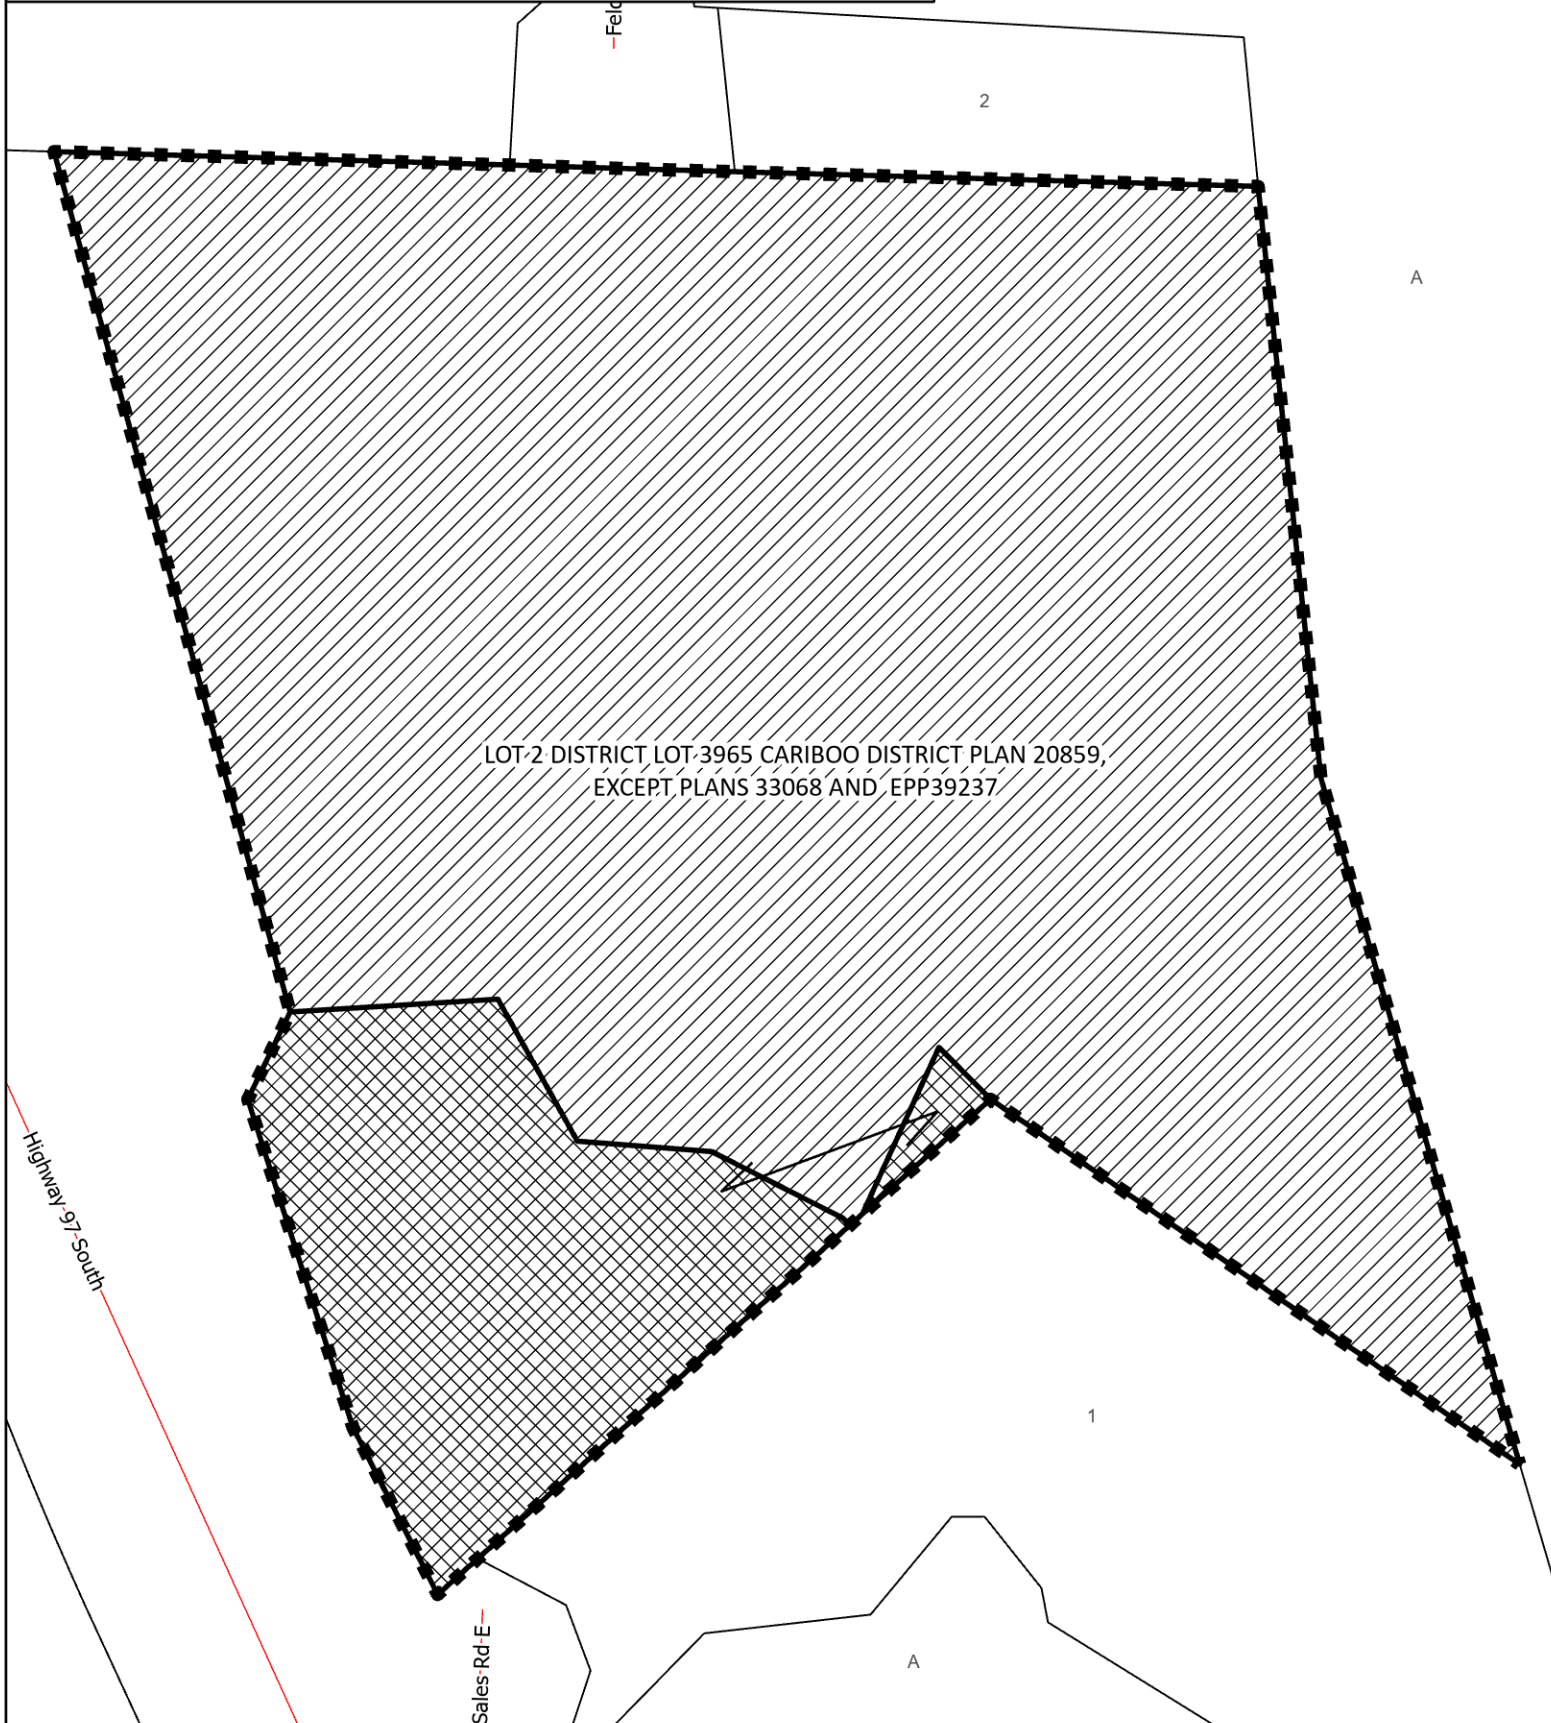 2
A
LOT 2 DISTRICT LOT 3965 CARIBOO DISTRICT PLAN 20859,
EXCEPT PLANS 33068 AND EPP39237
Highway 97 South
1
Sales Rd E
A